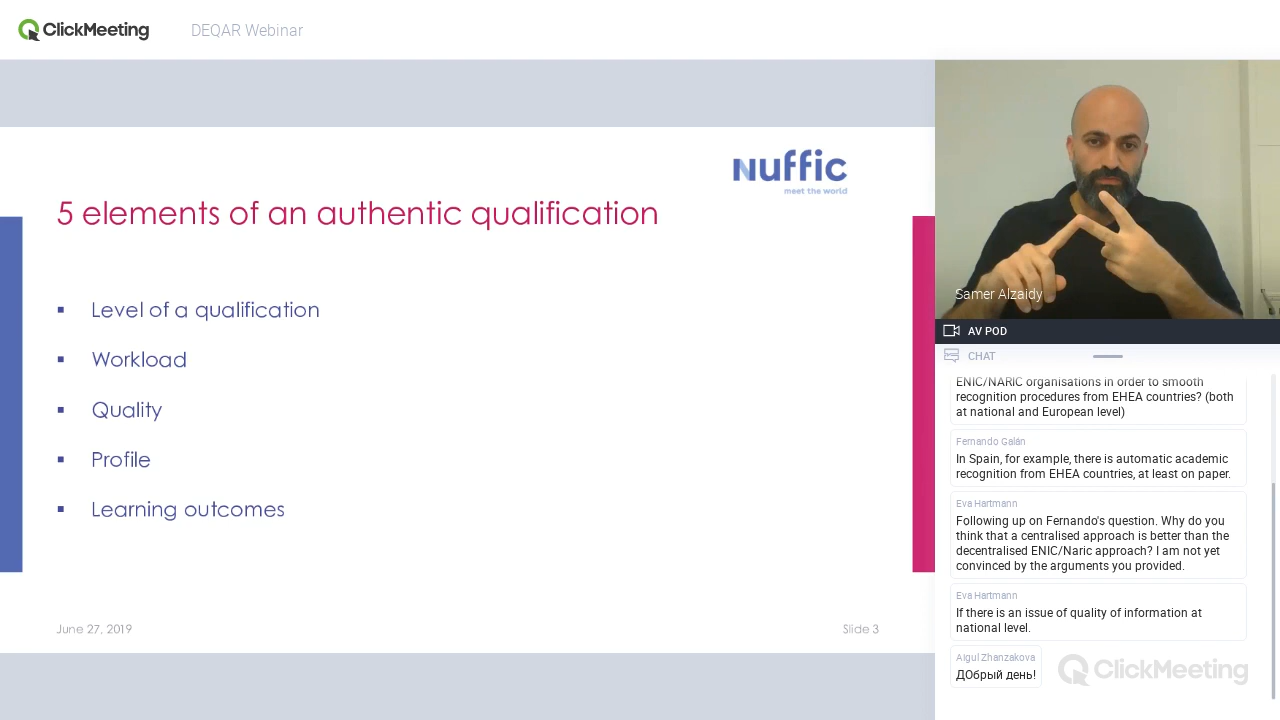 ClickMeeting
DEQAR Webinar
nuffic
meet the world
5 elements of an authentic qualification
Level of a qualification
Workload
Quality
Profile
Learning outcomes
June 27, 2019
Slide 3
Samer Alzaidy
AV POD
CHAT
ENIC/NARIC organisations in order to smooth
recognition procedures from EHEA countries? (both
at national and European level)
Fernando Galán
In Spain, for example, there is automatic academic
recognition from EHEA countries, at least on paper.
Eva Hartmann
Following up on Fernando's question. Why do you
think that a centralised approach is better than the
decentralised ENIC/Naric approach? I am not yet
convinced by the arguments you provided.
Eva Hartmann
If there is an issue of quality of information at
national level.
Aigul Zhanzakova
ДОбрый день!
ClickMeeting